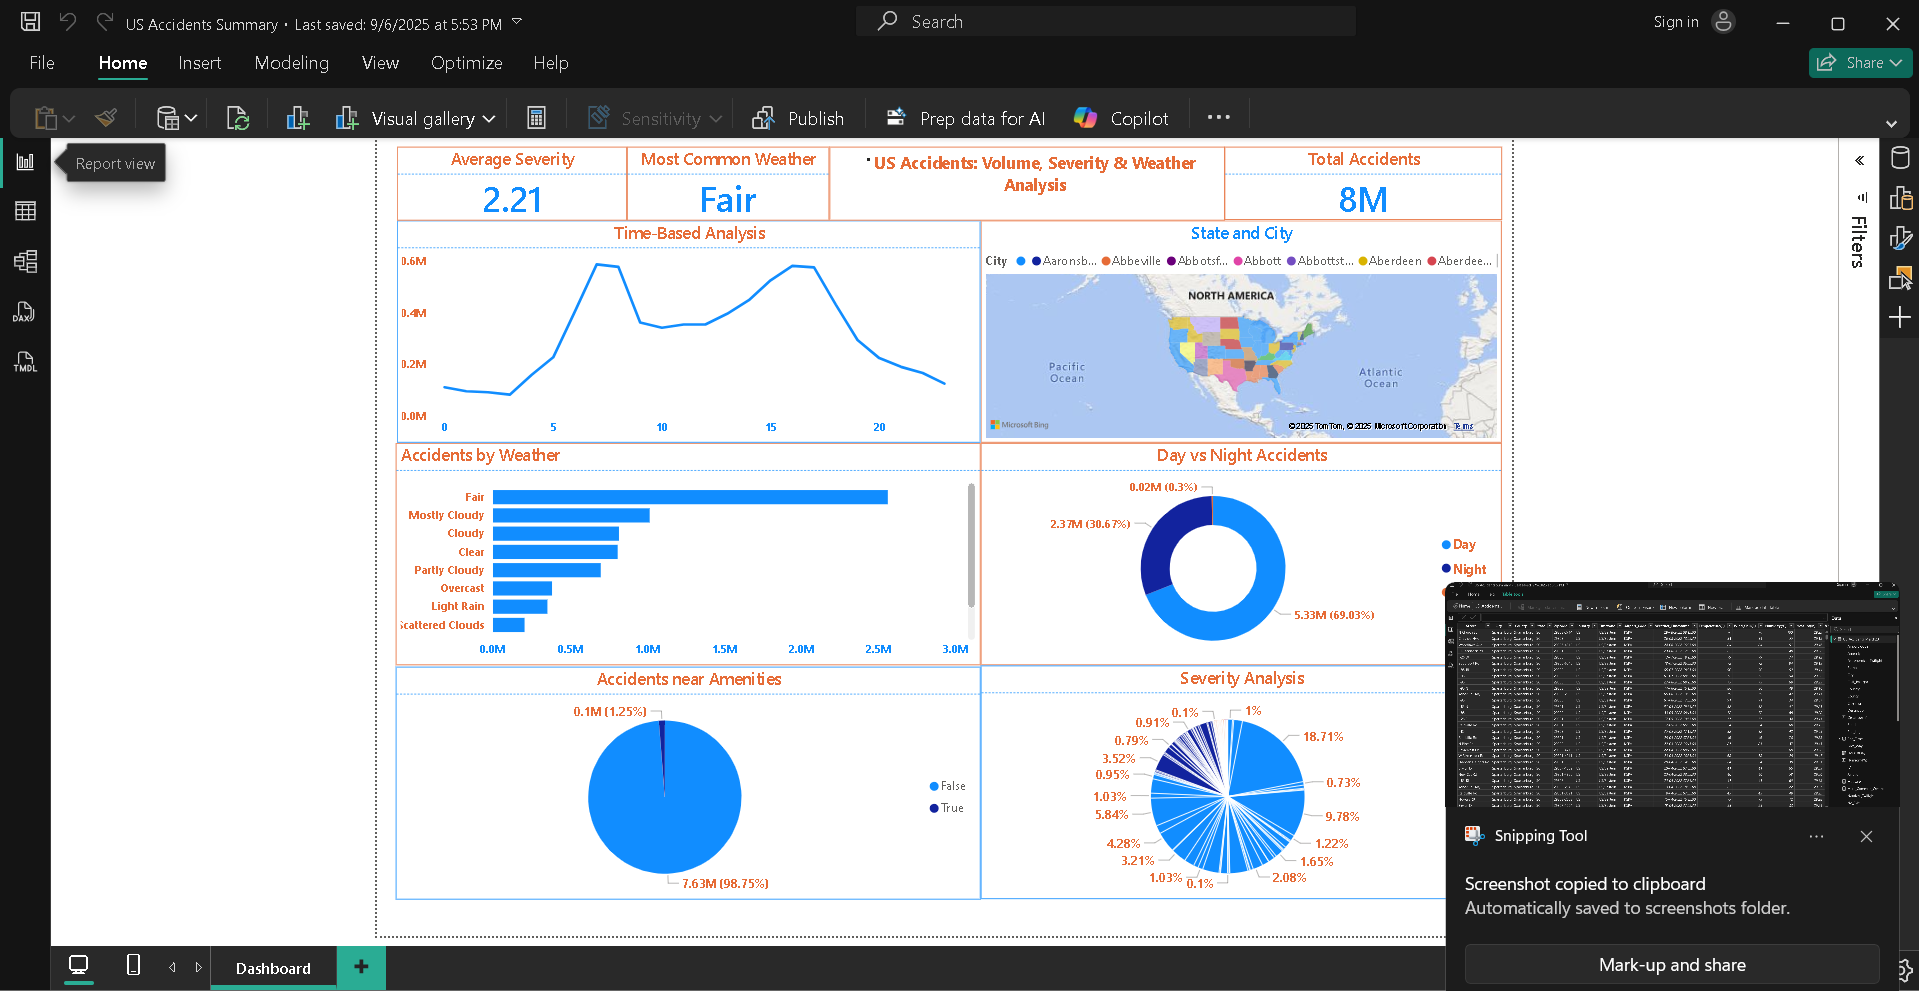 US Accidents Summary • Last saved: 9/6/2025 at 5:53 PM
Search
Sign in
File
Home
Insert
Modeling
View
Optimize
Help
Share
Visual gallery
Sensitivity
Publish
Prep data for AI
Copilot
Report view
Average Severity
2.21
Most Common Weather
Fair
US Accidents: Volume, Severity & Weather
Analysis
Total Accidents
8M
Filters
DAX
TMDL
Time-Based Analysis
0.6M
0.4M
0.2M
0.0M
0
5
10
15
20
State and City
City
Aaronsb...
Abbeville
Abbotsf...
Abbott
Abbottst...
Aberdeen
Aberdee...
NORTH AMERICA
Pacific
Ocean
Atlantic
Ocean
Microsoft Bing
© 2025 TomTom, © 2025 Microsoft Corporation
Terms
Accidents by Weather
Fair
Mostly Cloudy
Cloudy
Clear
Partly Cloudy
Overcast
Light Rain
Scattered Clouds
0.0M
0.5M
1.0M
1.5M
2.0M
2.5M
3.0M
Day vs Night Accidents
0.02M (0.3%)
2.37M (30.67%)
5.33M (69.03%)
Day
Night
Accidents near Amenities
0.1M (1.25%)
7.63M (98.75%)
False
True
Severity Analysis
0.1%
1%
0.91%
18.71%
0.79%
3.52%
0.95%
0.73%
1.03%
5.84%
9.78%
4.28%
1.22%
3.21%
1.65%
1.03%
0.1%
2.08%
Snipping Tool
Screenshot copied to clipboard
Automatically saved to screenshots folder.
Mark-up and share
Dashboard